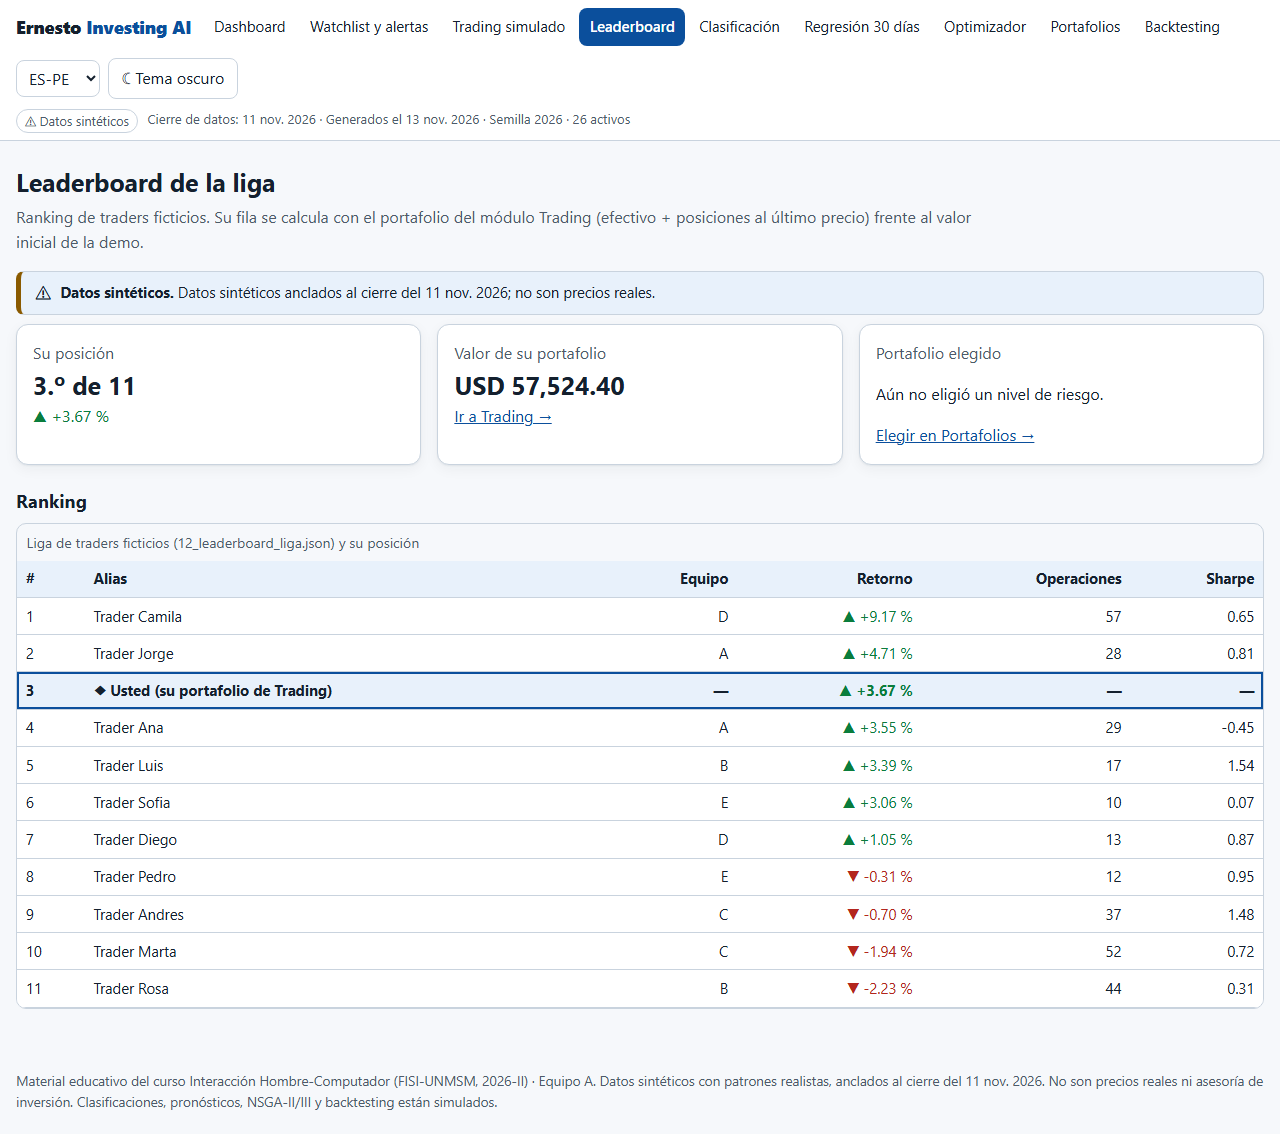 Ernesto Investing AI Dashboard Watchlist y alertas Trading simulado Leaderboard Clasificación Regresión 30 días Optimizador Portafolios Backtesting
ES-PE ☾ Tema oscuro
⚠ Datos sintéticos Cierre de datos: 11 nov. 2026 · Generados el 13 nov. 2026 · Semilla 2026 · 26 activos
Leaderboard de la liga
Ranking de traders ficticios. Su fila se calcula con el portafolio del módulo Trading (efectivo + posiciones al último precio) frente al valor
inicial de la demo.
⚠ Datos sintéticos. Datos sintéticos anclados al cierre del 11 nov. 2026; no son precios reales.
Su posición
3.º de 11
▲ +3.67 %
Valor de su portafolio
USD 57,524.40
Ir a Trading →
Portafolio elegido
Aún no eligió un nivel de riesgo.
Elegir en Portafolios →
Ranking
Liga de traders ficticios (12_leaderboard_liga.json) y su posición
# Alias Equipo Retorno Operaciones Sharpe
1 Trader Camila D ▲ +9.17 % 57 0.65
2 Trader Jorge A ▲ +4.71 % 28 0.81
3 ◆ Usted (su portafolio de Trading) — ▲ +3.67 % — —
4 Trader Ana A ▲ +3.55 % 29 -0.45
5 Trader Luis B ▲ +3.39 % 17 1.54
6 Trader Sofia E ▲ +3.06 % 10 0.07
7 Trader Diego D ▲ +1.05 % 13 0.87
8 Trader Pedro E ▼ -0.31 % 12 0.95
9 Trader Andres C ▼ -0.70 % 37 1.48
10 Trader Marta C ▼ -1.94 % 52 0.72
11 Trader Rosa B ▼ -2.23 % 44 0.31
Material educativo del curso Interacción Hombre-Computador (FISI-UNMSM, 2026-II) · Equipo A. Datos sintéticos con patrones realistas, anclados al cierre del 11 nov. 2026. No son precios reales ni asesoría de
inversión. Clasificaciones, pronósticos, NSGA-II/III y backtesting están simulados.